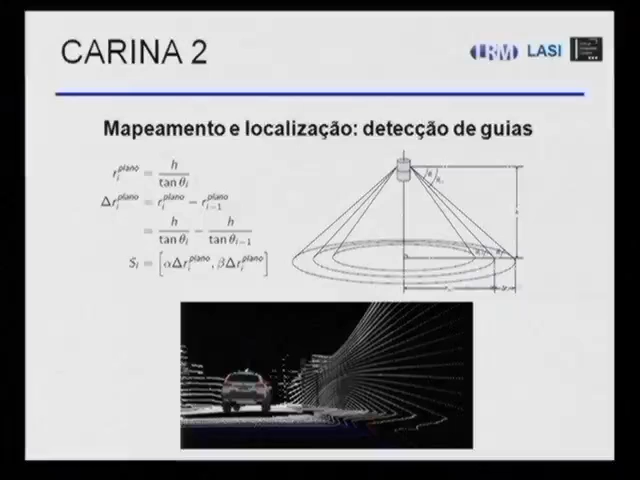 CARINA 2
LRM LASI
Mapeamento e localização: detecção de guias
r_i^plano = h / tan θ_i
Δr_i^plano = r_i^plano − r_{i−1}^plano
= h / tan θ_i − h / tan θ_{i−1}
S_i = [αΔr_i^plano, βΔr_i^plano]